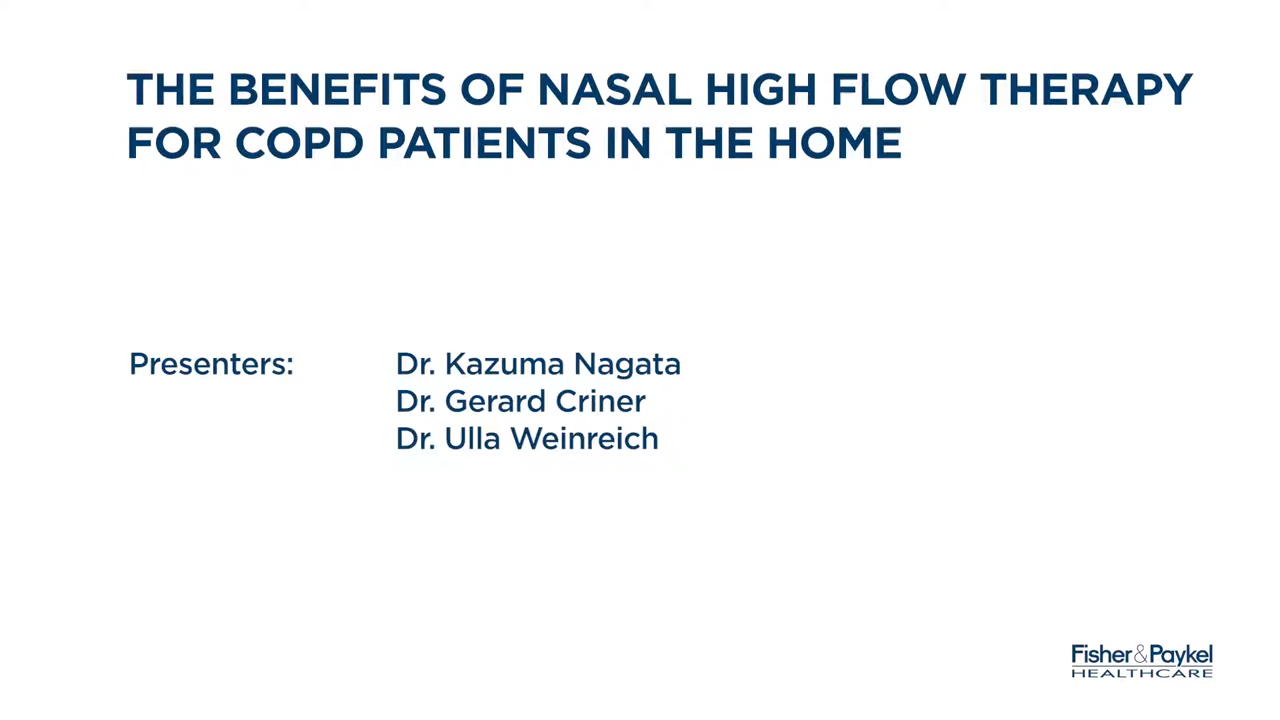 THE BENEFITS OF NASAL HIGH FLOW THERAPY
FOR COPD PATIENTS IN THE HOME
Presenters: Dr. Kazuma Nagata
Dr. Gerard Criner
Dr. Ulla Weinreich
Fisher&Paykel
HEALTHCARE